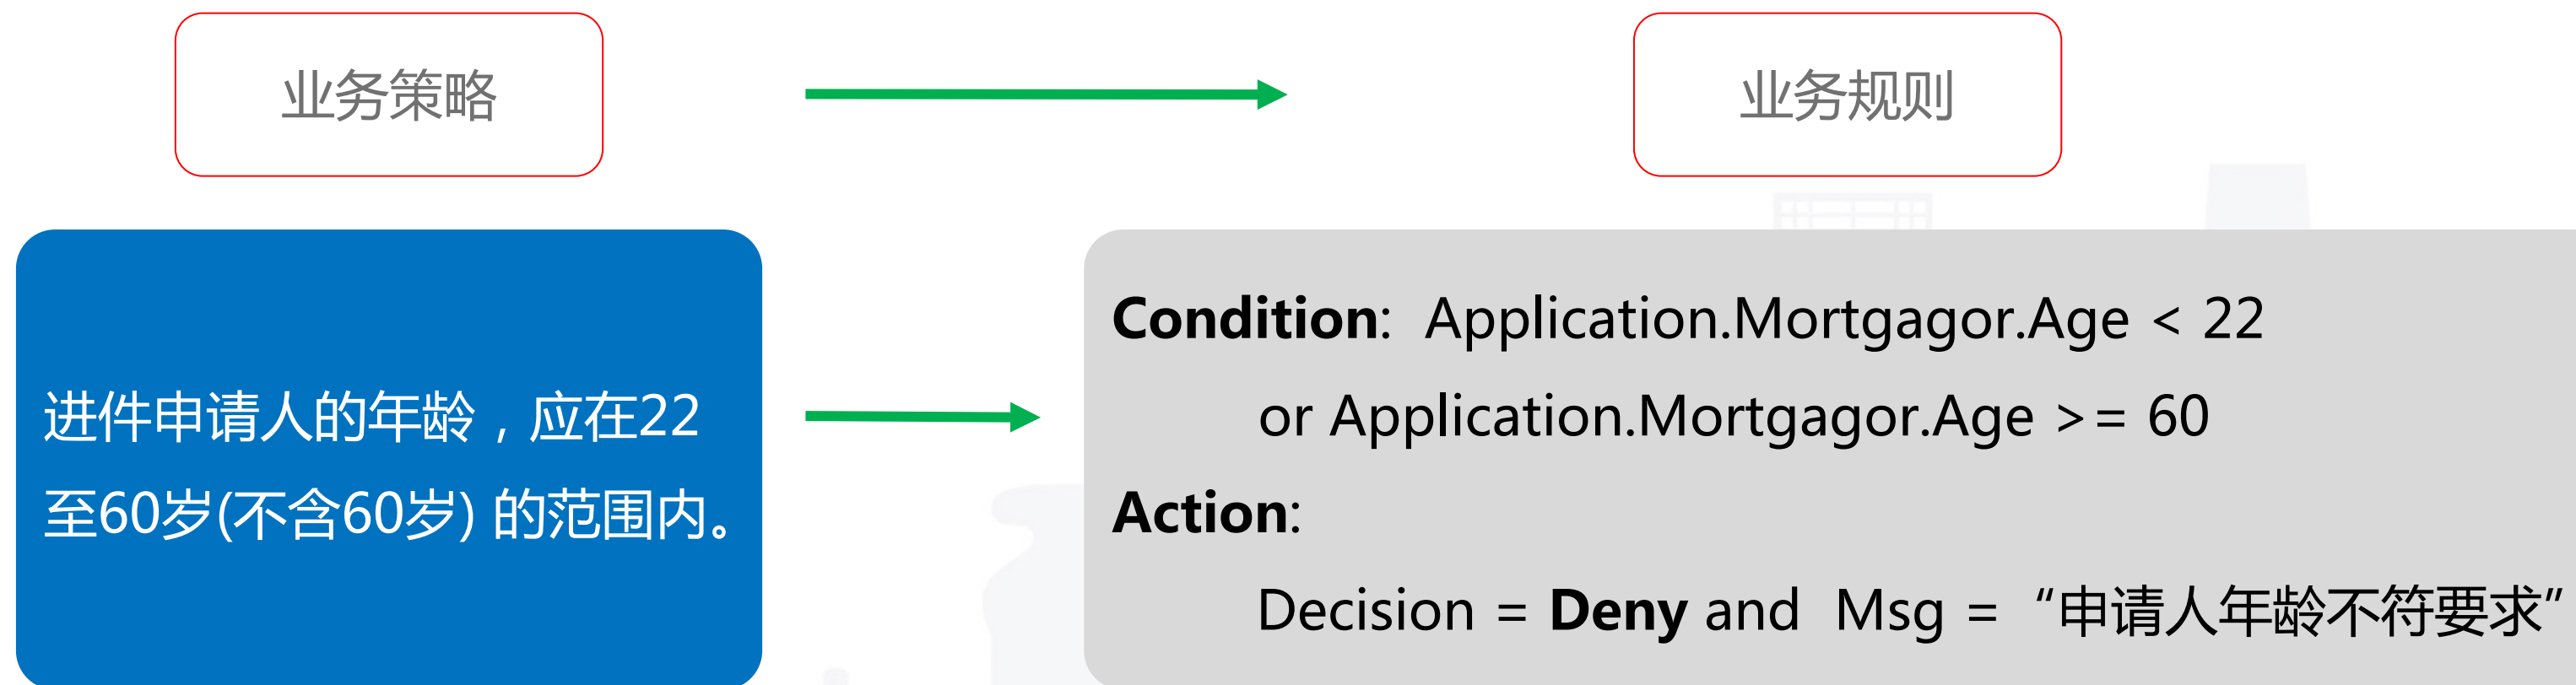 业务策略
业务规则
进件申请人的年龄，应在22
至60岁(不含60岁) 的范围内。
Condition:  Application.Mortgagor.Age < 22
or Application.Mortgagor.Age >= 60
Action:
Decision = Deny and  Msg = “申请人年龄不符要求”